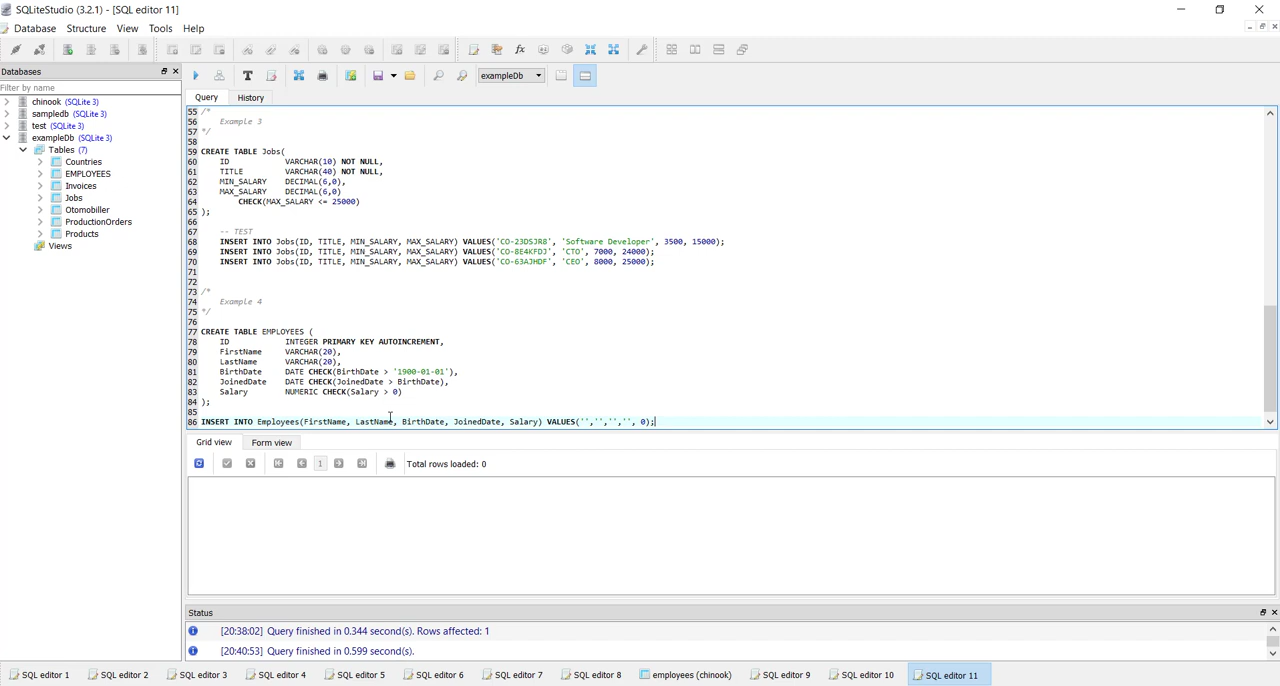 SQLiteStudio (3.2.1) - [SQL editor 11]
Database Structure View Tools Help
Databases
Filter by name
chinook (SQLite 3)
sampledb (SQLite 3)
test (SQLite 3)
exampleDb (SQLite 3)
Tables (7)
Countries
EMPLOYEES
Invoices
Jobs
Otomobiller
ProductionOrders
Products
Views
exampleDb
Query History
55 /*
56 Example 3
57 */
58
59 CREATE TABLE Jobs(
60 ID VARCHAR(10) NOT NULL,
61 TITLE VARCHAR(40) NOT NULL,
62 MIN_SALARY DECIMAL(6,0),
63 MAX_SALARY DECIMAL(6,0)
64 CHECK(MAX_SALARY <= 25000)
65 );
66
67 -- TEST
68 INSERT INTO Jobs(ID, TITLE, MIN_SALARY, MAX_SALARY) VALUES('CO-23DSJR8', 'Software Developer', 3500, 15000);
69 INSERT INTO Jobs(ID, TITLE, MIN_SALARY, MAX_SALARY) VALUES('CO-8E4KFDJ', 'CTO', 7000, 24000);
70 INSERT INTO Jobs(ID, TITLE, MIN_SALARY, MAX_SALARY) VALUES('CO-63AJHDF', 'CEO', 8000, 25000);
71
72
73 /*
74 Example 4
75 */
76
77 CREATE TABLE EMPLOYEES (
78 ID INTEGER PRIMARY KEY AUTOINCREMENT,
79 FirstName VARCHAR(20),
80 LastName VARCHAR(20),
81 BirthDate DATE CHECK(BirthDate > '1900-01-01'),
82 JoinedDate DATE CHECK(JoinedDate > BirthDate),
83 Salary NUMERIC CHECK(Salary > 0)
84 );
85
86 INSERT INTO Employees(FirstName, LastName, BirthDate, JoinedDate, Salary) VALUES('','','','', 0);
Grid view Form view
1 Total rows loaded: 0
Status
[20:38:02] Query finished in 0.344 second(s). Rows affected: 1
[20:40:53] Query finished in 0.599 second(s).
SQL editor 1 SQL editor 2 SQL editor 3 SQL editor 4 SQL editor 5 SQL editor 6 SQL editor 7 SQL editor 8 employees (chinook) SQL editor 9 SQL editor 10 SQL editor 11